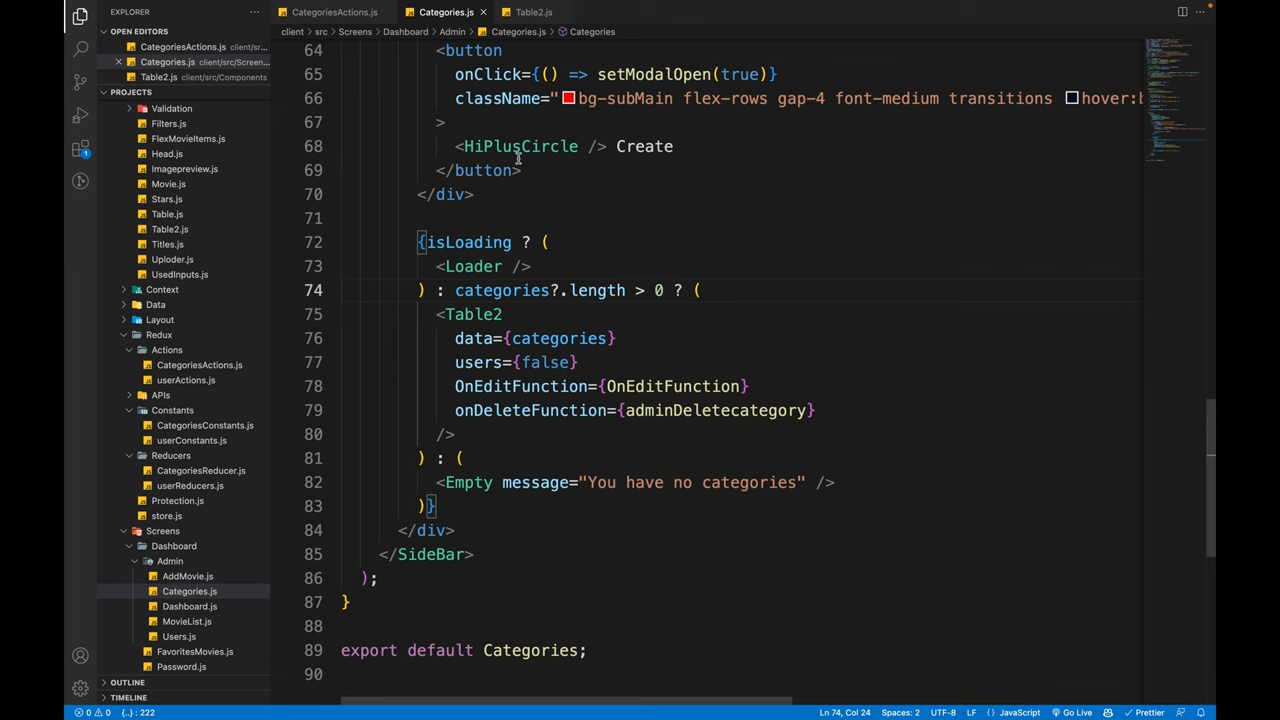 EXPLORER
CategoriesActions.js
Categories.js
Table2.js
OPEN EDITORS
CategoriesActions.js client/sr...
Categories.js client/src/Screen...
Table2.js client/src/Components
PROJECTS
Validation
Filters.js
FlexMovieItems.js
Head.js
Imagepreview.js
Movie.js
Stars.js
Table.js
Table2.js
Titles.js
Uploder.js
UsedInputs.js
Context
Data
Layout
Redux
Actions
CategoriesActions.js
userActions.js
APIs
Constants
CategoriesConstants.js
userConstants.js
Reducers
CategoriesReducer.js
userReducers.js
Protection.js
store.js
Screens
Dashboard
Admin
AddMovie.js
Categories.js
Dashboard.js
MovieList.js
Users.js
FavoritesMovies.js
Password.js
OUTLINE
TIMELINE
client > src > Screens > Dashboard > Admin > Categories.js > Categories
64 <button
65 onClick={() => setModalOpen(true)}
66 className="bg-subMain flex-rows gap-4 font-medium transitions hover:b
67 >
68 <HiPlusCircle /> Create
69 </button>
70 </div>
71
72 {isLoading ? (
73 <Loader />
74 ) : categories?.length > 0 ? (
75 <Table2
76 data={categories}
77 users={false}
78 OnEditFunction={OnEditFunction}
79 onDeleteFunction={adminDeletecategory}
80 />
81 ) : (
82 <Empty message="You have no categories" />
83 )}
84 </div>
85 </SideBar>
86 );
87 }
88
89 export default Categories;
90
1
0 0 {..} : 222
Ln 74, Col 24 Spaces: 2 UTF-8 LF JavaScript Go Live Prettier